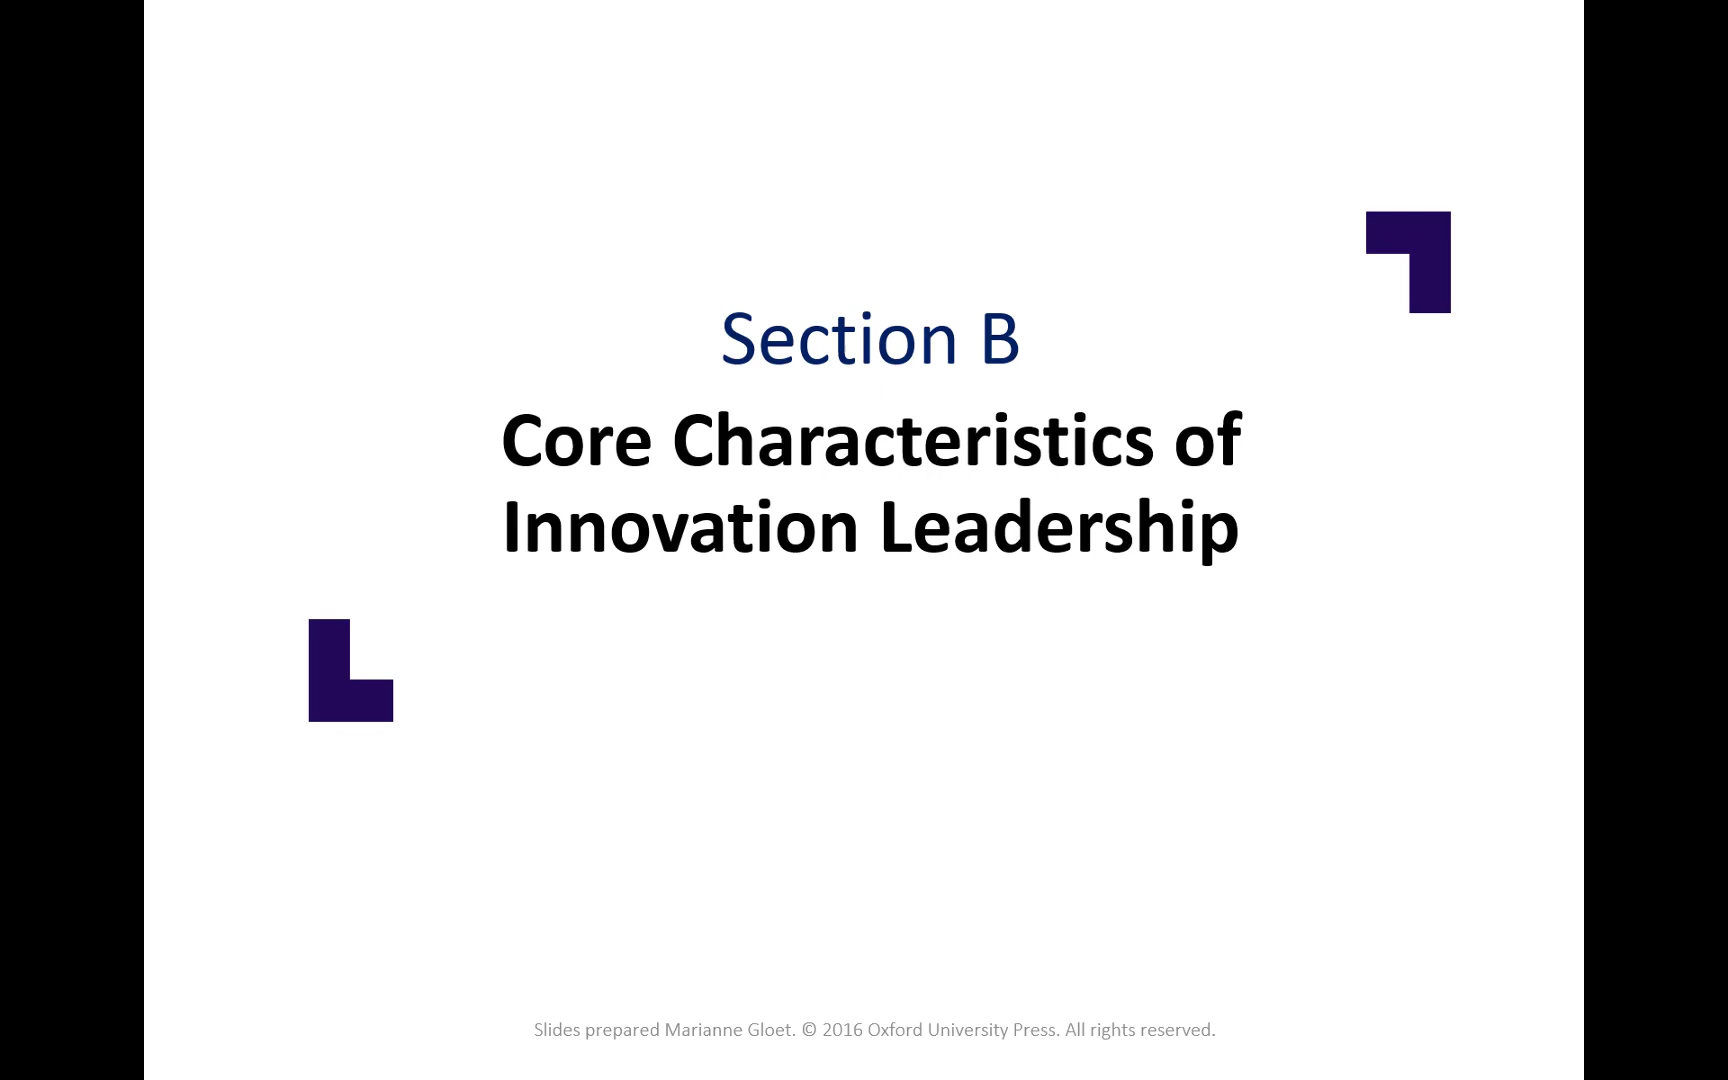 Section B
Core Characteristics of
Innovation Leadership
Slides prepared Marianne Gloet. © 2016 Oxford University Press. All rights reserved.